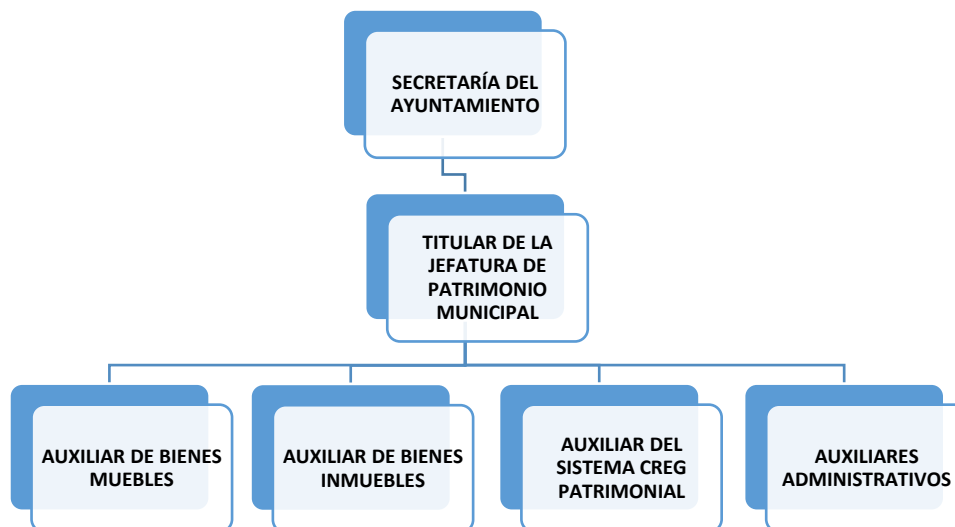 SECRETARÍA DEL
AYUNTAMIENTO
TITULAR DE LA
JEFATURA DE
PATRIMONIO
MUNICIPAL
AUXILIAR DE BIENES
MUEBLES
AUXILIAR DE BIENES
INMUEBLES
AUXILIAR DEL
SISTEMA CREG
PATRIMONIAL
AUXILIARES
ADMINISTRATIVOS